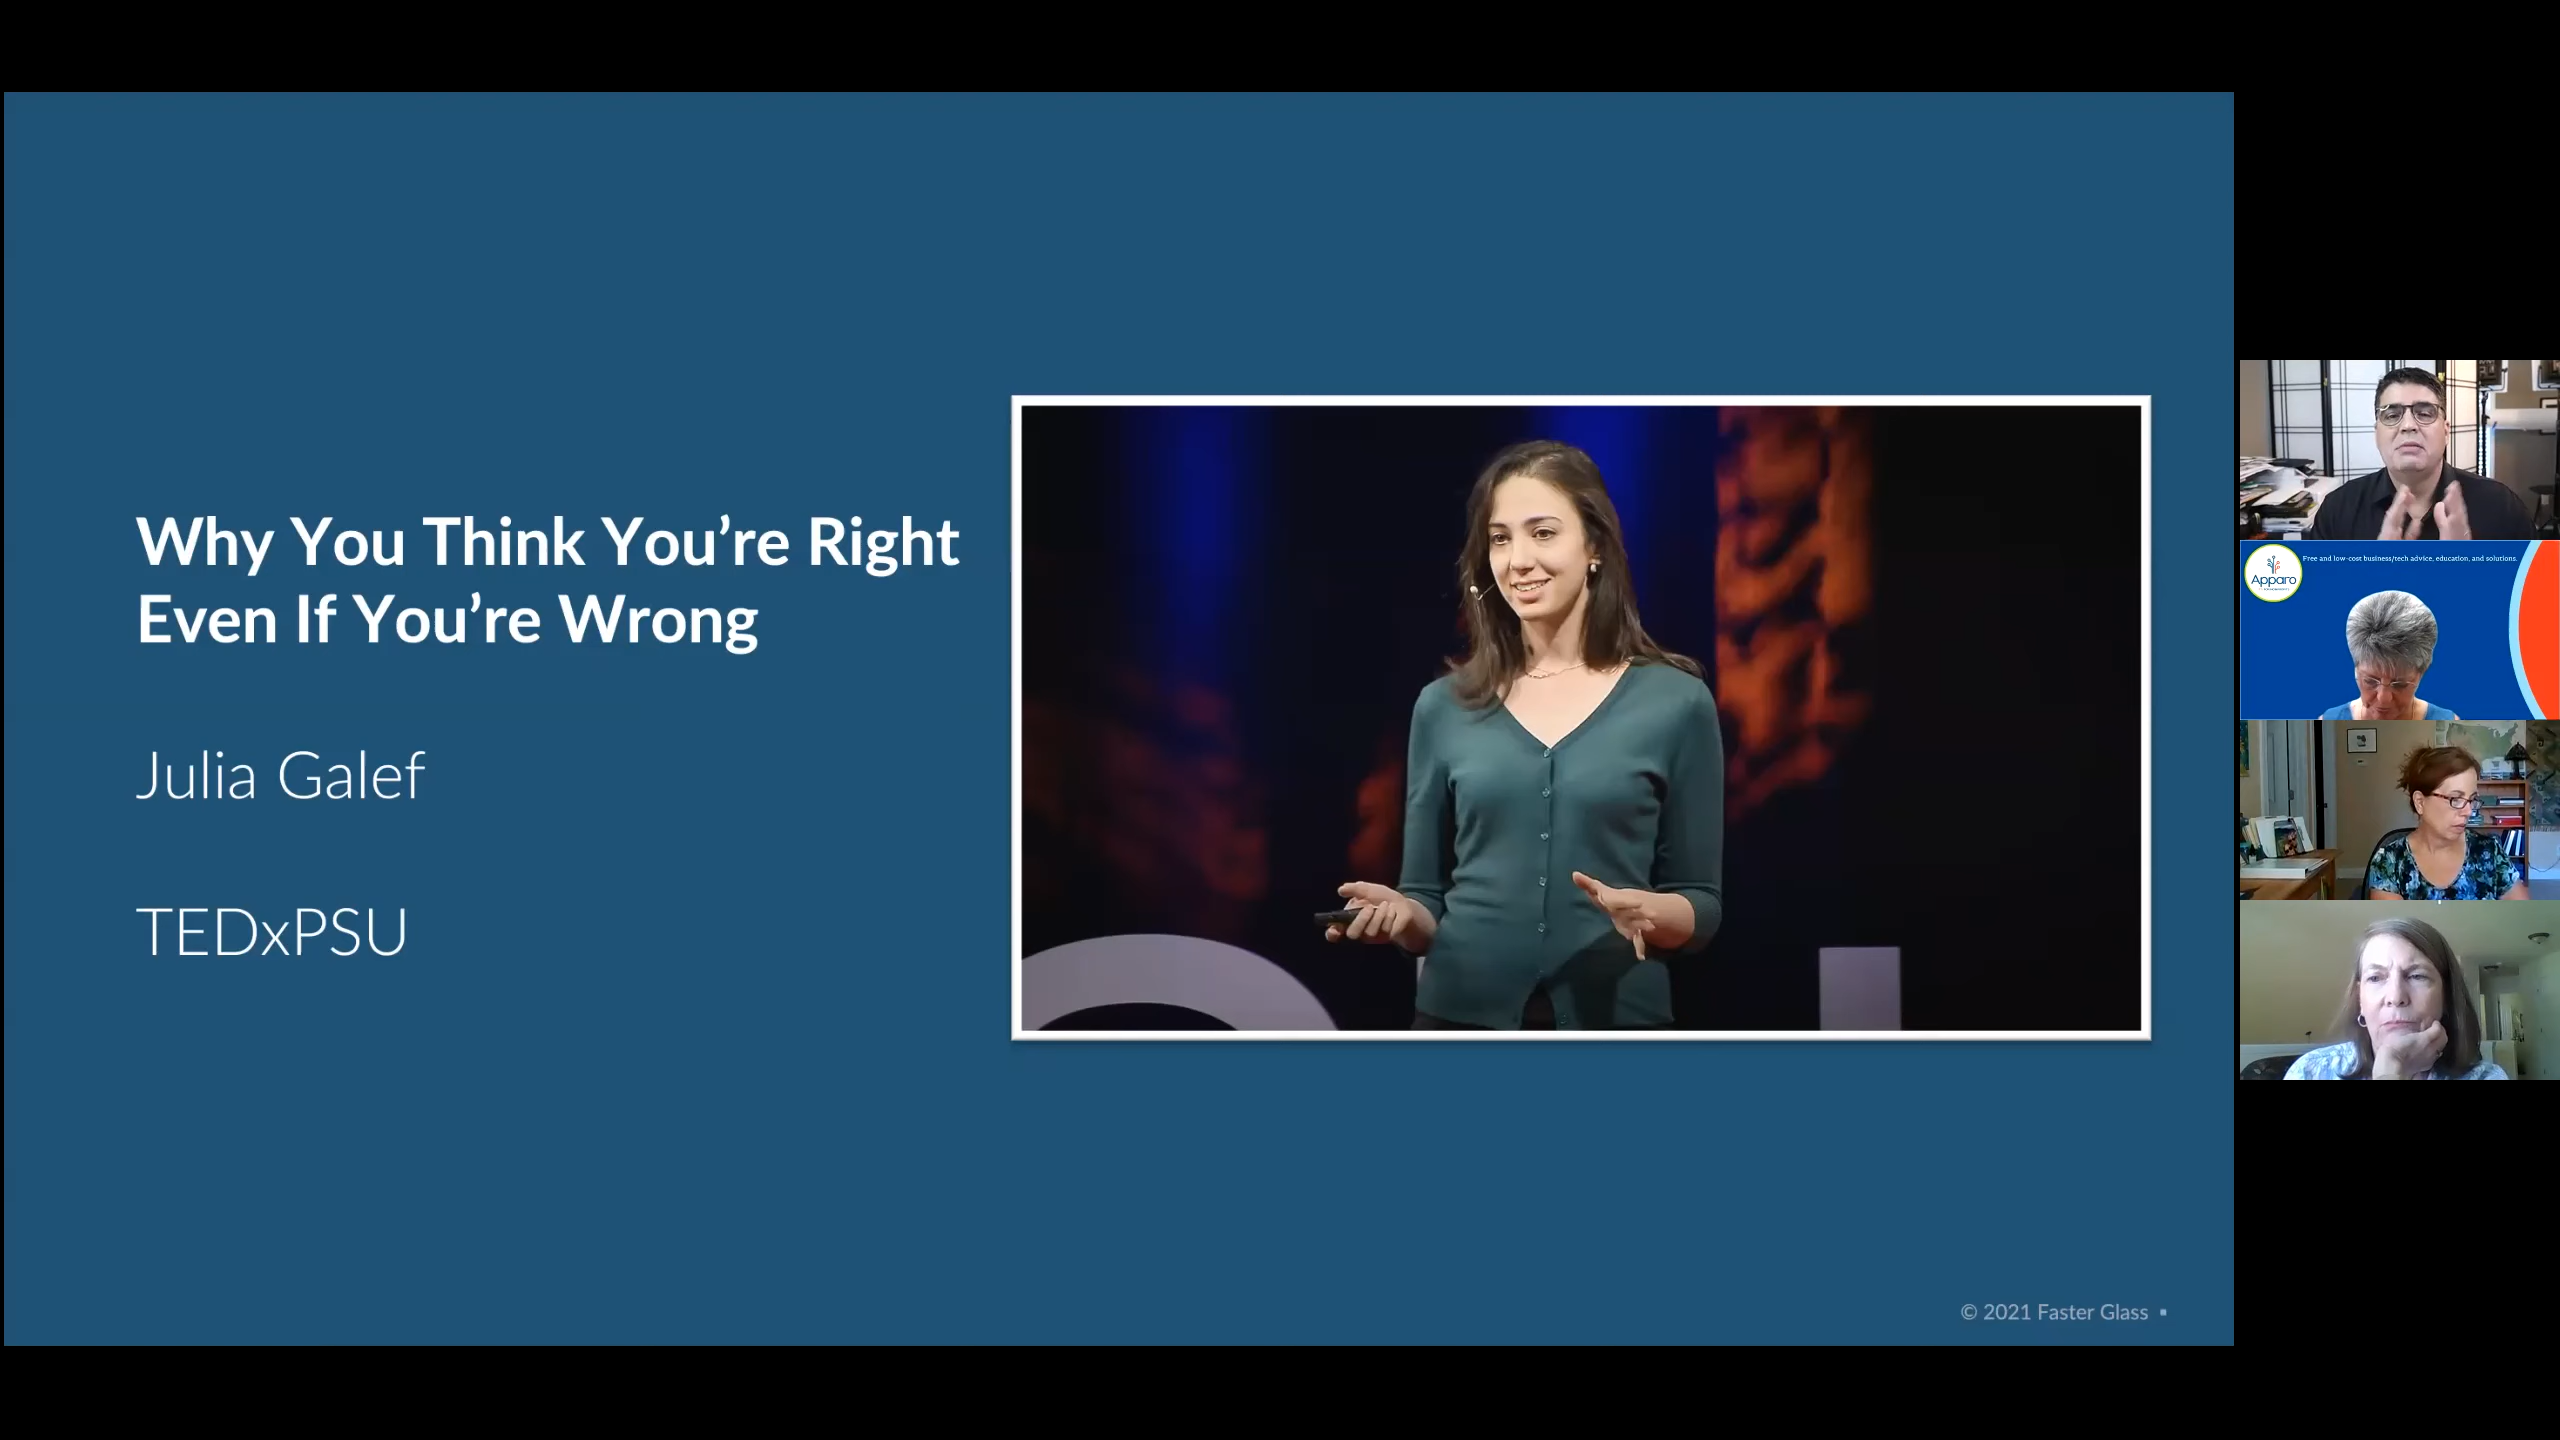 Why You Think You’re Right
Even If You’re Wrong
Julia Galef
TEDxPSU
© 2021 Faster Glass
Free and low-cost business/tech advice, education, and solutions.
Apparo